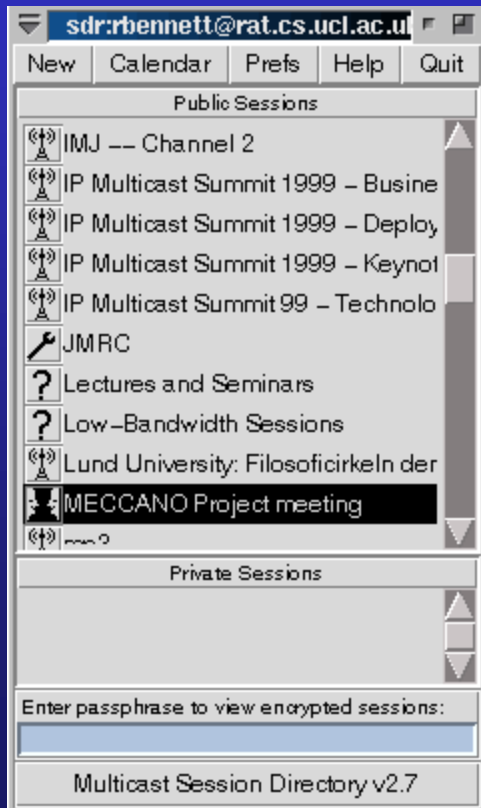 sdr:rbennett@rat.cs.ucl.ac.ul
New Calendar Prefs Help Quit
Public Sessions
IMJ -- Channel 2
IP Multicast Summit 1999 - Busine
IP Multicast Summit 1999 - Deploy
IP Multicast Summit 1999 - Keynot
IP Multicast Summit 99 - Technolo
JMRC
? Lectures and Seminars
? Low-Bandwidth Sessions
Lund University: Filosoficirkeln der
MECCANO Project meeting
Private Sessions
Enter passphrase to view encrypted sessions:
Multicast Session Directory v2.7